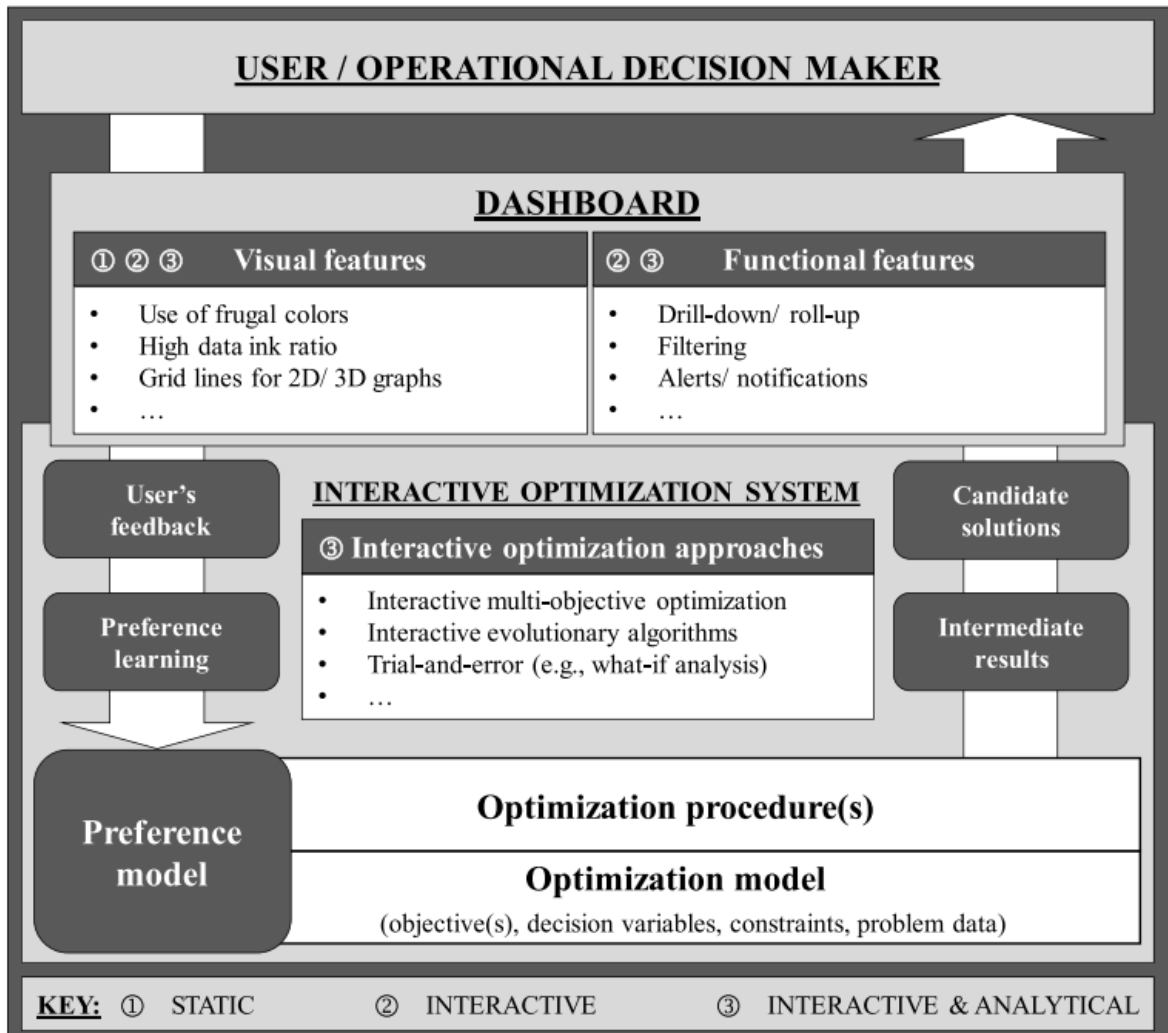 USER / OPERATIONAL DECISION MAKER
DASHBOARD
① ② ③ Visual features
• Use of frugal colors
• High data ink ratio
• Grid lines for 2D/ 3D graphs
• …
② ③ Functional features
• Drill-down/ roll-up
• Filtering
• Alerts/ notifications
• …
User's
feedback
Preference
learning
INTERACTIVE OPTIMIZATION SYSTEM
③ Interactive optimization approaches
• Interactive multi-objective optimization
• Interactive evolutionary algorithms
• Trial-and-error (e.g., what-if analysis)
• …
Candidate
solutions
Intermediate
results
Preference
model
Optimization procedure(s)
Optimization model
(objective(s), decision variables, constraints, problem data)
KEY: ① STATIC ② INTERACTIVE ③ INTERACTIVE & ANALYTICAL